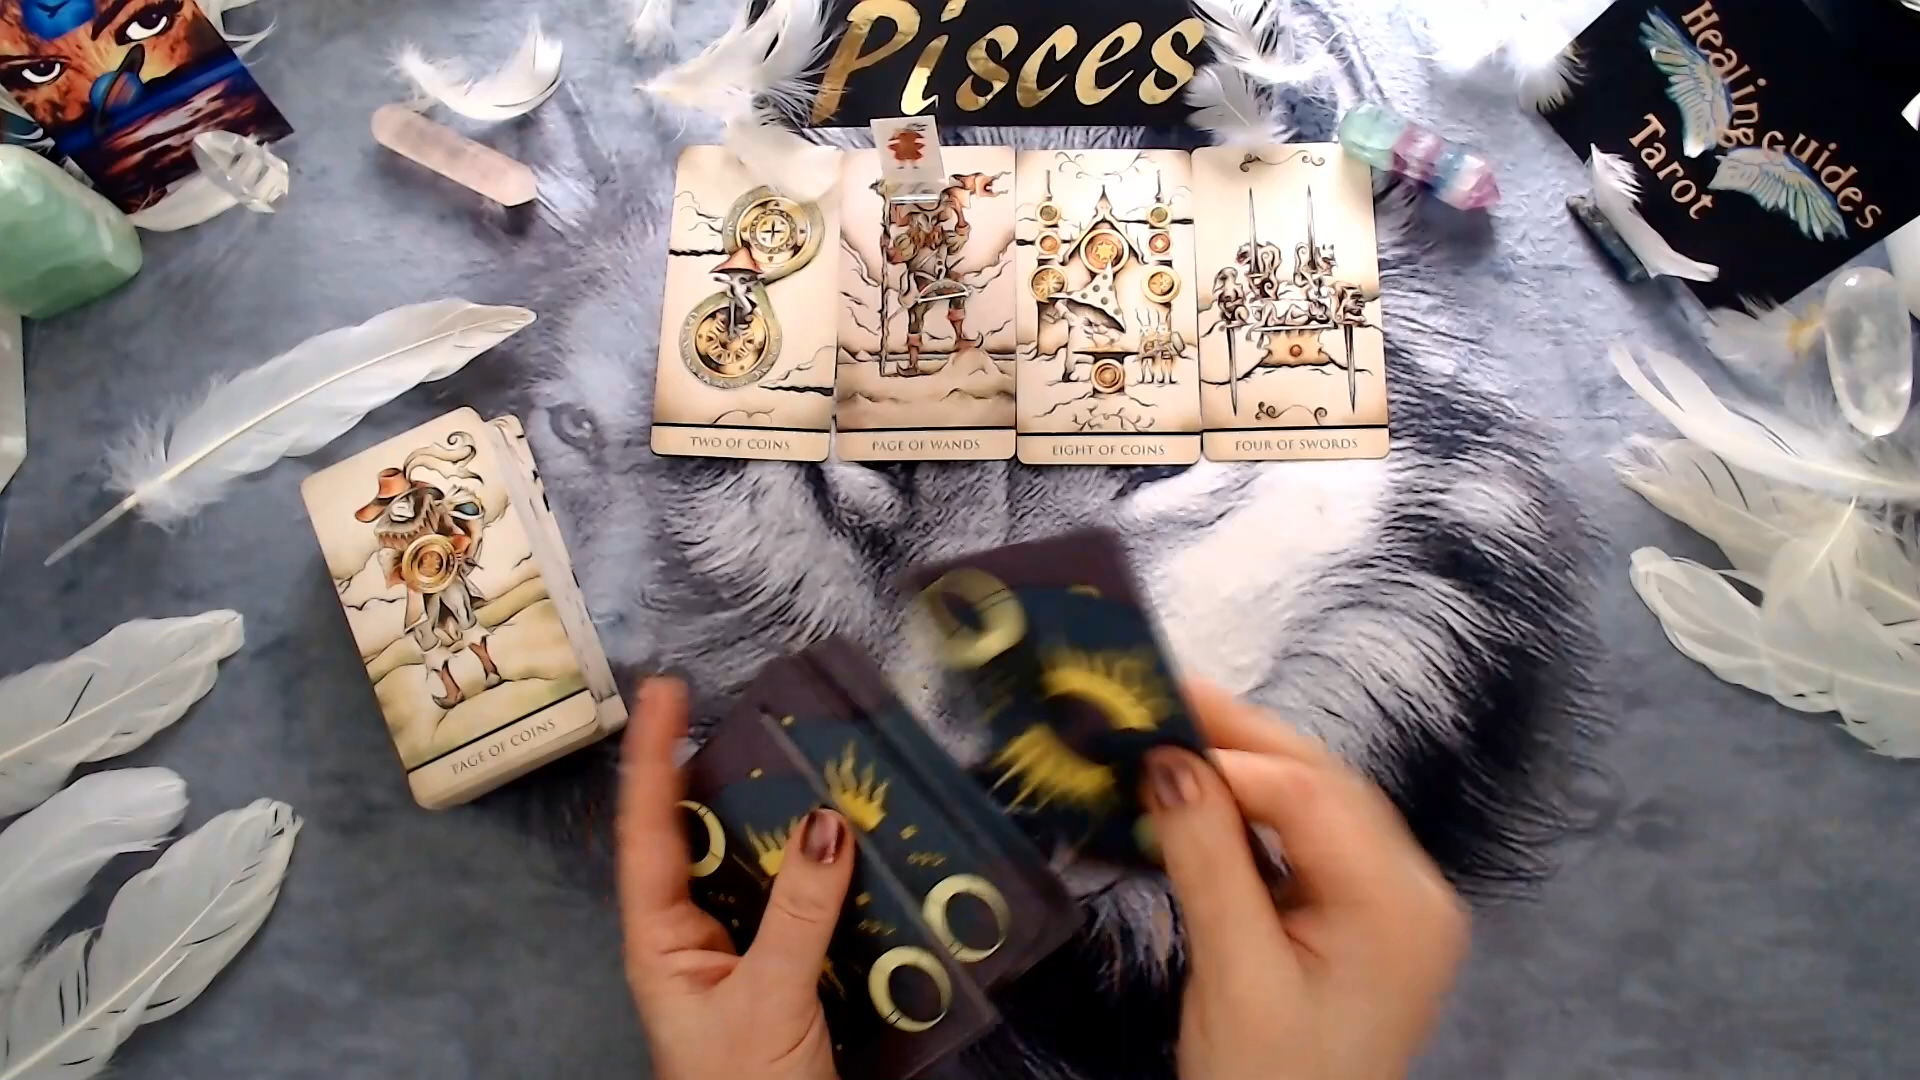 Pisces
Healing
Guides
Tarot
TWO OF COINS
PAGE OF WANDS
EIGHT OF COINS
FOUR OF SWORDS
PAGE OF COINS